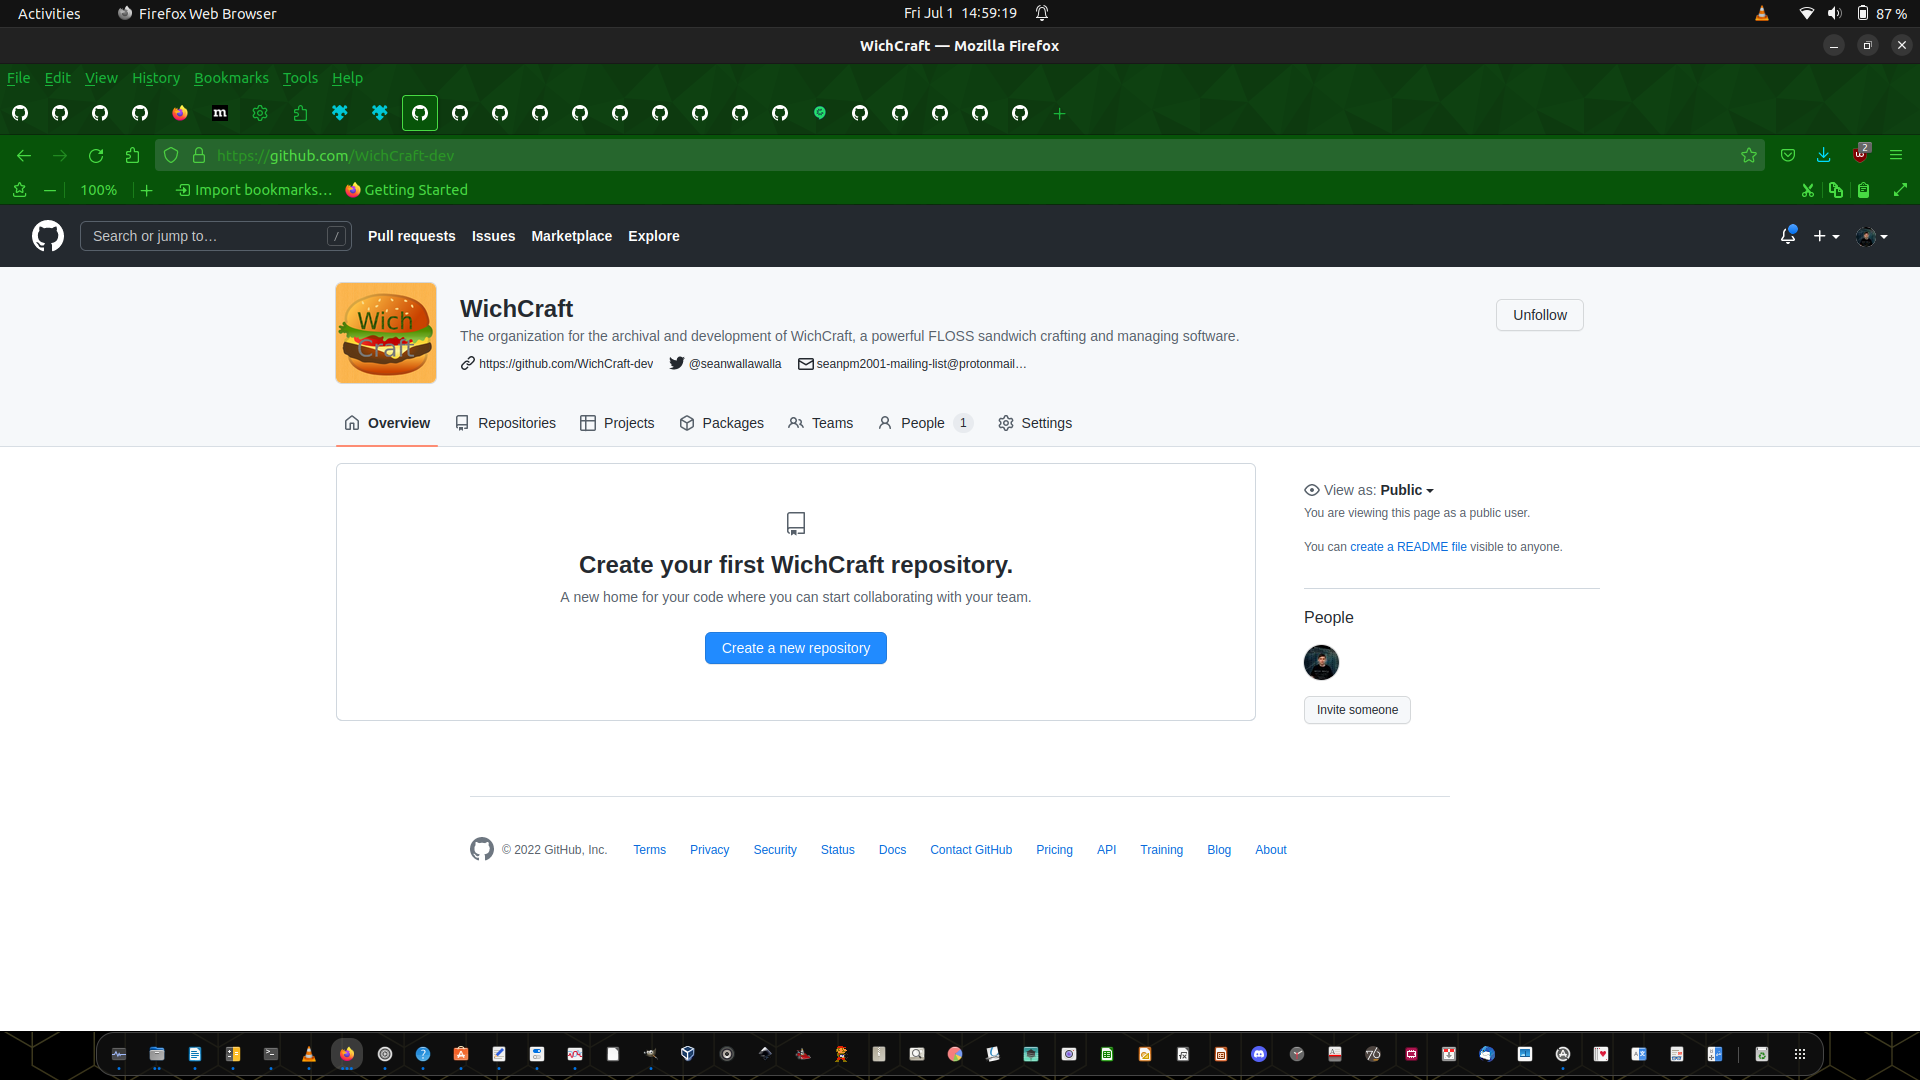 Activities Firefox Web Browser Fri Jul 1 14:59:19 87 %
WichCraft — Mozilla Firefox
File Edit View History Bookmarks Tools Help
m
https://github.com/WichCraft-dev 2
100% Import bookmarks… Getting Started
Search or jump to… / Pull requests Issues Marketplace Explore
Wich
Craft
WichCraft
Unfollow
The organization for the archival and development of WichCraft, a powerful FLOSS sandwich crafting and managing software.
https://github.com/WichCraft-dev @seanwallawalla seanpm2001-mailing-list@protonmail…
Overview Repositories Projects Packages Teams People 1 Settings
View as: Public
You are viewing this page as a public user.
You can create a README file visible to anyone.
Create your first WichCraft repository.
A new home for your code where you can start collaborating with your team.
Create a new repository
People
Invite someone
© 2022 GitHub, Inc. Terms Privacy Security Status Docs Contact GitHub Pricing API Training Blog About